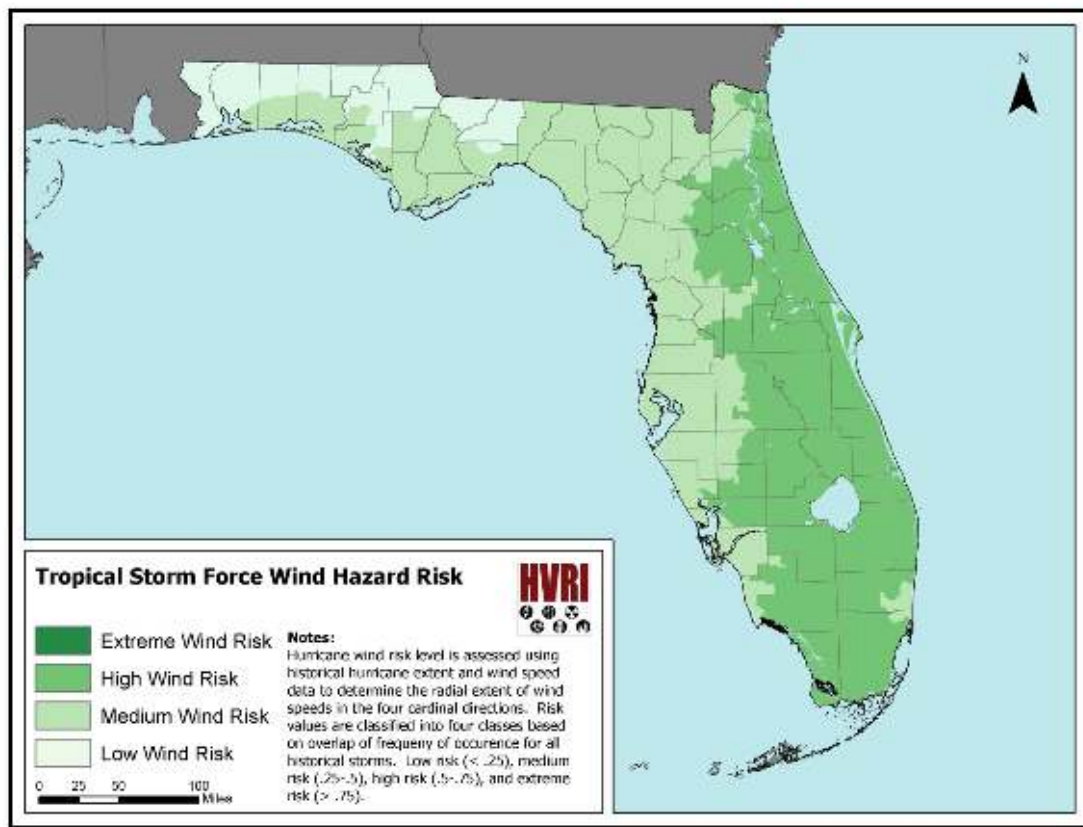 N
Tropical Storm Force Wind Hazard Risk
HVRI
Extreme Wind Risk
High Wind Risk
Medium Wind Risk
Low Wind Risk
0 25 50 100
Miles
Notes:
Hurricane wind risk level is assessed using
historical hurricane extent and wind speed
data to determine the radial extent of wind
speeds in the four cardinal directions. Risk
values are classified into four classes based
on overlap of frequeny of occurence for all
historical storms. Low risk (< .25), medium
risk (.25-.5), high risk (.5-.75), and extreme
risk (> .75).